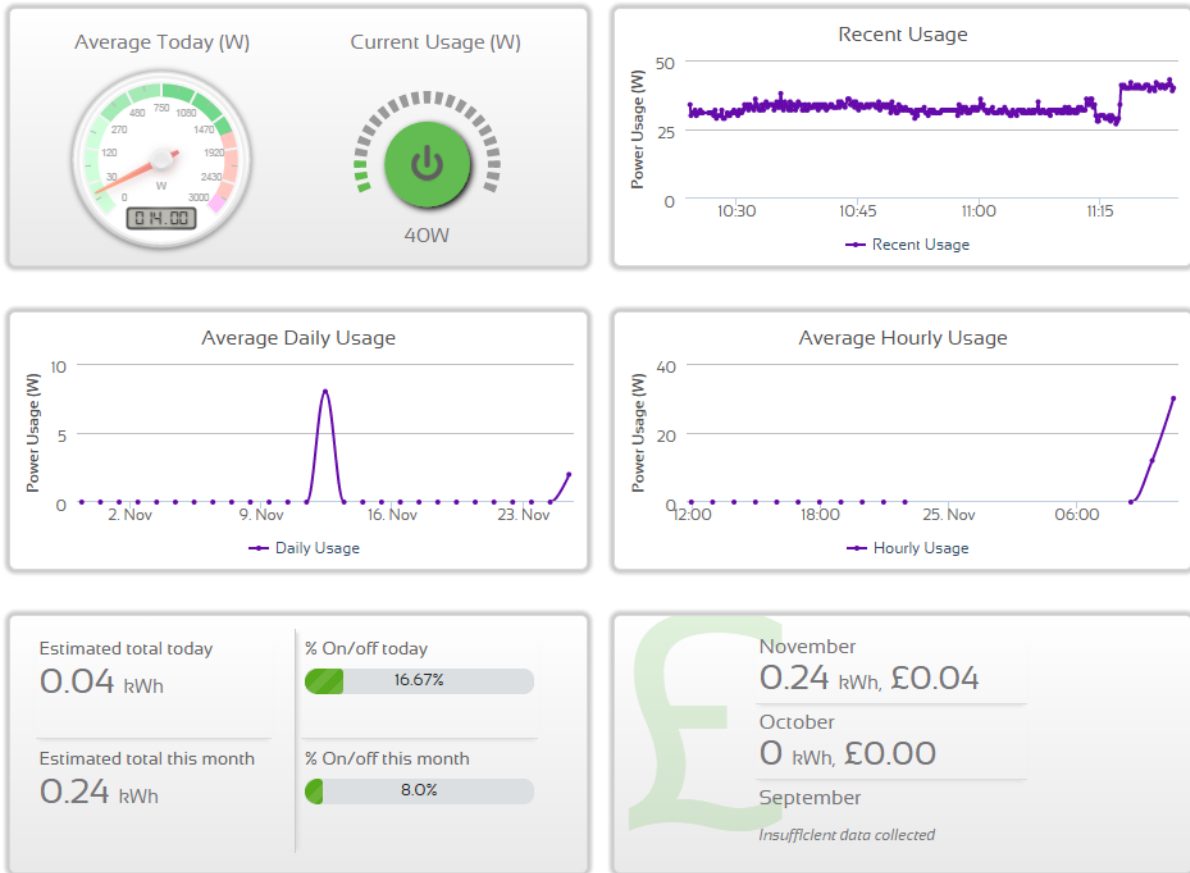 Average Today (W)
Current Usage (W)
0
30
120
270
480
750
1080
1470
1920
2430
3000
W
014.00
40W
Recent Usage
Power Usage (W)
50
25
0
10:30
10:45
11:00
11:15
Recent Usage
Average Daily Usage
Power Usage (W)
10
5
0
2. Nov
9. Nov
16. Nov
23. Nov
Daily Usage
Average Hourly Usage
Power Usage (W)
40
20
0
12:00
18:00
25. Nov
06:00
Hourly Usage
Estimated total today
0.04 kWh
% On/off today
16.67%
Estimated total this month
0.24 kWh
% On/off this month
8.0%
£
November
0.24 kWh, £0.04
October
0 kWh, £0.00
September
Insufficient data collected